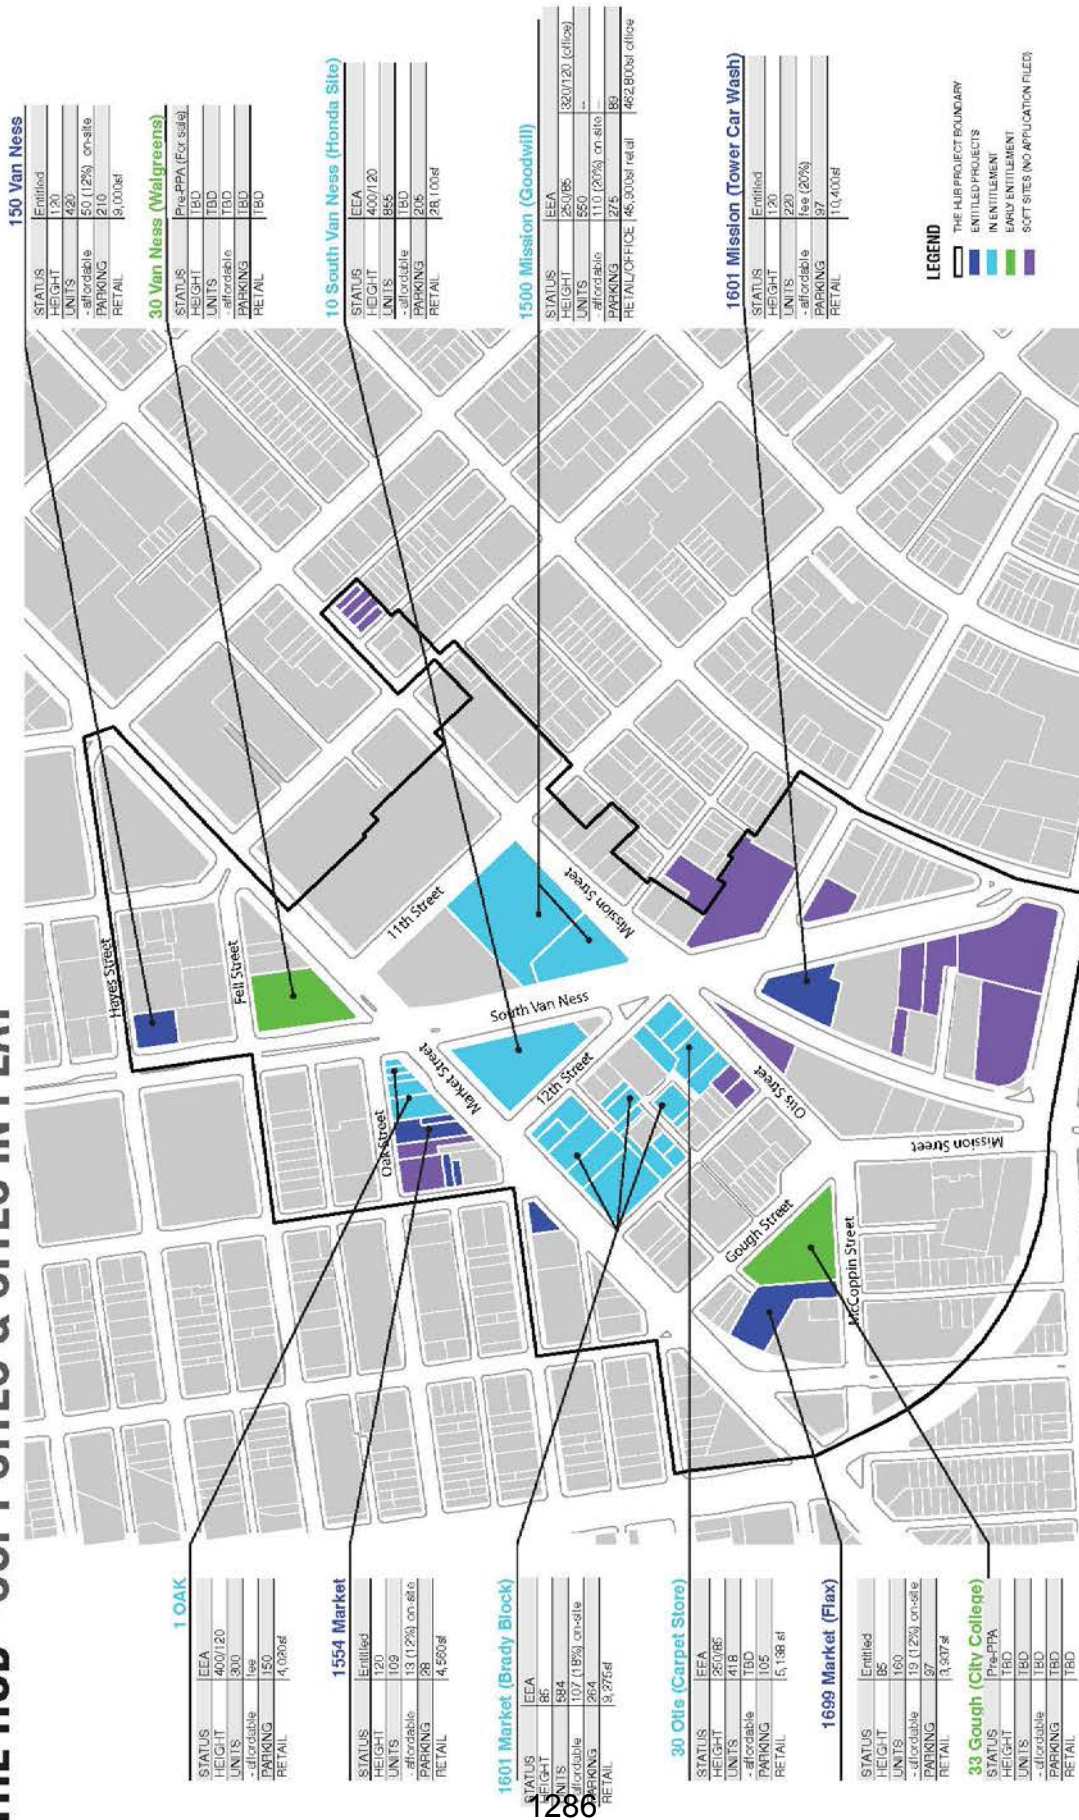 150 Van Ness
STATUS Entitled
HEIGHT 120
UNITS 420
- affordable 50 (12%) on-site
PARKING 210
RETAIL 9,000sf
30 Van Ness (Walgreens)
STATUS Pre-PPA (For sale)
HEIGHT TBD
UNITS TBD
- affordable TBD
PARKING TBD
RETAIL TBD
10 South Van Ness (Honda Site)
STATUS EEA
HEIGHT 400/120
UNITS 855
- affordable TBD
PARKING 205
RETAIL 28,100sf
1500 Mission (Goodwill)
STATUS EEA
HEIGHT 250/85 320/120 (office)
UNITS 550 --
- affordable 110 (20%) on-site --
PARKING 275 89
RETAIL/OFFICE 45,900sf retail 462,800sf office
1601 Mission (Tower Car Wash)
STATUS Entitled
HEIGHT 120
UNITS 220
- affordable fee (20%)
PARKING 97
RETAIL 10,400sf
LEGEND
THE HUB PROJECT BOUNDARY
ENTITLED PROJECTS
IN ENTITLEMENT
EARLY ENTITLEMENT
SOFT SITES (NO APPLICATION FILED)
Hayes Street
Fell Street
Oak Street
Market Street
11th Street
South Van Ness
12th Street
Mission Street
Otis Street
Gough Street
McCoppin Street
Mission Street
1 OAK
STATUS EEA
HEIGHT 400/120
UNITS 300
- affordable fee
PARKING 150
RETAIL 4,020sf
1554 Market
STATUS Entitled
HEIGHT 120
UNITS 109
- affordable 13 (12%) on-site
PARKING 28
RETAIL 4,560sf
1601 Market (Brady Block)
STATUS EEA
HEIGHT 85
UNITS 584
- affordable 107 (18%) on-site
PARKING 264
RETAIL 9,275sf
30 Otis (Carpet Store)
STATUS EEA
HEIGHT 250/85
UNITS 418
- affordable TBD
PARKING 105
RETAIL 5,138 sf
1699 Market (Flax)
STATUS Entitled
HEIGHT 85
UNITS 160
- affordable 19 (12%) on-site
PARKING 97
RETAIL 3,937sf
33 Gough (City College)
STATUS Pre-PPA
HEIGHT TBD
UNITS TBD
- affordable TBD
PARKING TBD
RETAIL TBD
1286